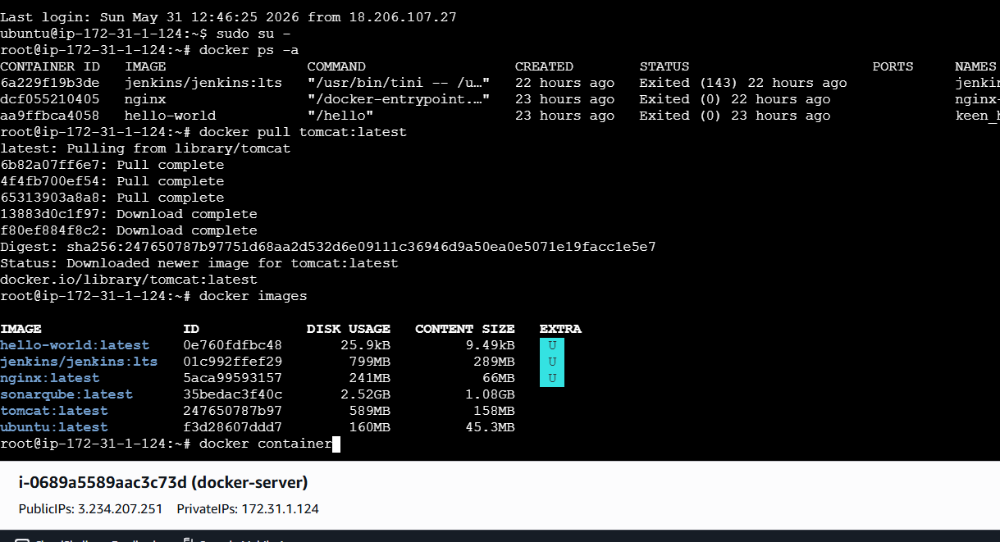 Last login: Sun May 31 12:46:25 2026 from 18.206.107.27
ubuntu@ip-172-31-1-124:~$ sudo su -
root@ip-172-31-1-124:~# docker ps -a
CONTAINER ID   IMAGE                 COMMAND                  CREATED        STATUS                      PORTS     NAMES
6a229f19b3de   jenkins/jenkins:lts   "/usr/bin/tini -- /u…"   22 hours ago   Exited (143) 22 hours ago
dcf055210405   nginx                 "/docker-entrypoint.…"   23 hours ago   Exited (0) 22 hours ago               nginx-
aa9ffbca4058   hello-world           "/hello"                 23 hours ago   Exited (0) 23 hours ago
root@ip-172-31-1-124:~# docker pull tomcat:latest
latest: Pulling from library/tomcat
6b82a07ff6e7: Pull complete
4f4fb700ef54: Pull complete
65313903a8a8: Pull complete
13883d0c1f97: Download complete
f80ef884f8c2: Download complete
Digest: sha256:247650787b97751d68aa2d532d6e09111c36946d9a50ea0e5071e19facc1e5e7
Status: Downloaded newer image for tomcat:latest
docker.io/library/tomcat:latest
root@ip-172-31-1-124:~# docker images
IMAGE                 ID             DISK USAGE   CONTENT SIZE   EXTRA
hello-world:latest    0e760fdfbc48       25.9kB         9.49kB    U
jenkins/jenkins:lts   01c992ffef29        799MB          289MB    U
nginx:latest          5aca99593157        241MB           66MB    U
sonarqube:latest      35bedac3f40c       2.52GB         1.08GB
tomcat:latest         247650787b97        589MB          158MB
ubuntu:latest         f3d28607ddd7        160MB         45.3MB
root@ip-172-31-1-124:~# docker container
i-0689a5589aac3c73d (docker-server)
PublicIPs: 3.234.207.251 PrivateIPs: 172.31.1.124